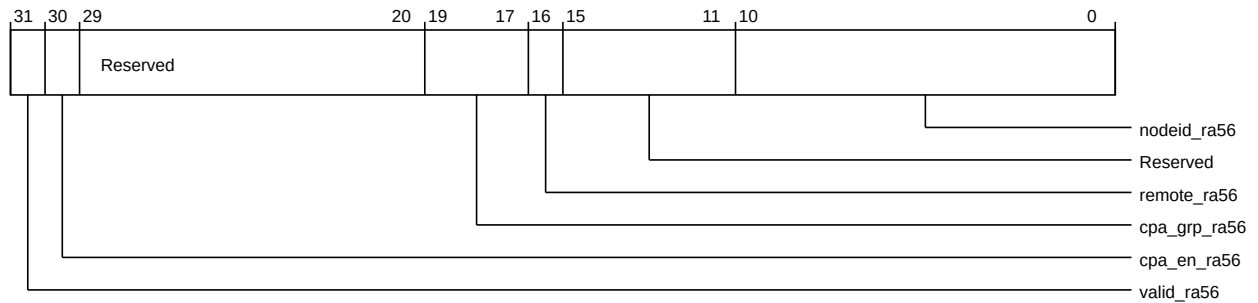 31 30 29 20 19 17 16 15 11 10 0
Reserved
nodeid_ra56
Reserved
remote_ra56
cpa_grp_ra56
cpa_en_ra56
valid_ra56